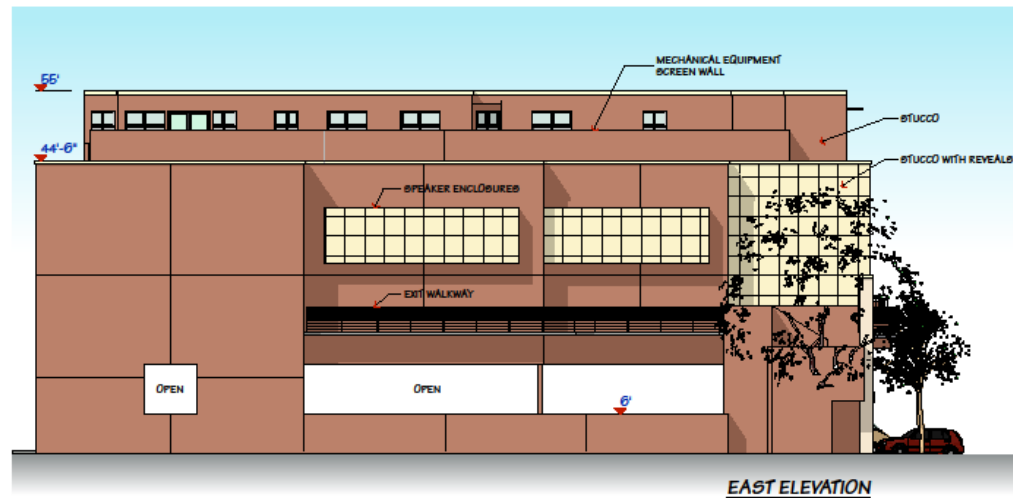 MECHANICAL EQUIPMENT
SCREEN WALL
55'
STUCCO
44'-6"
STUCCO WITH REVEALS
SPEAKER ENCLOSURES
EXIT WALKWAY
OPEN
OPEN
6'
EAST ELEVATION